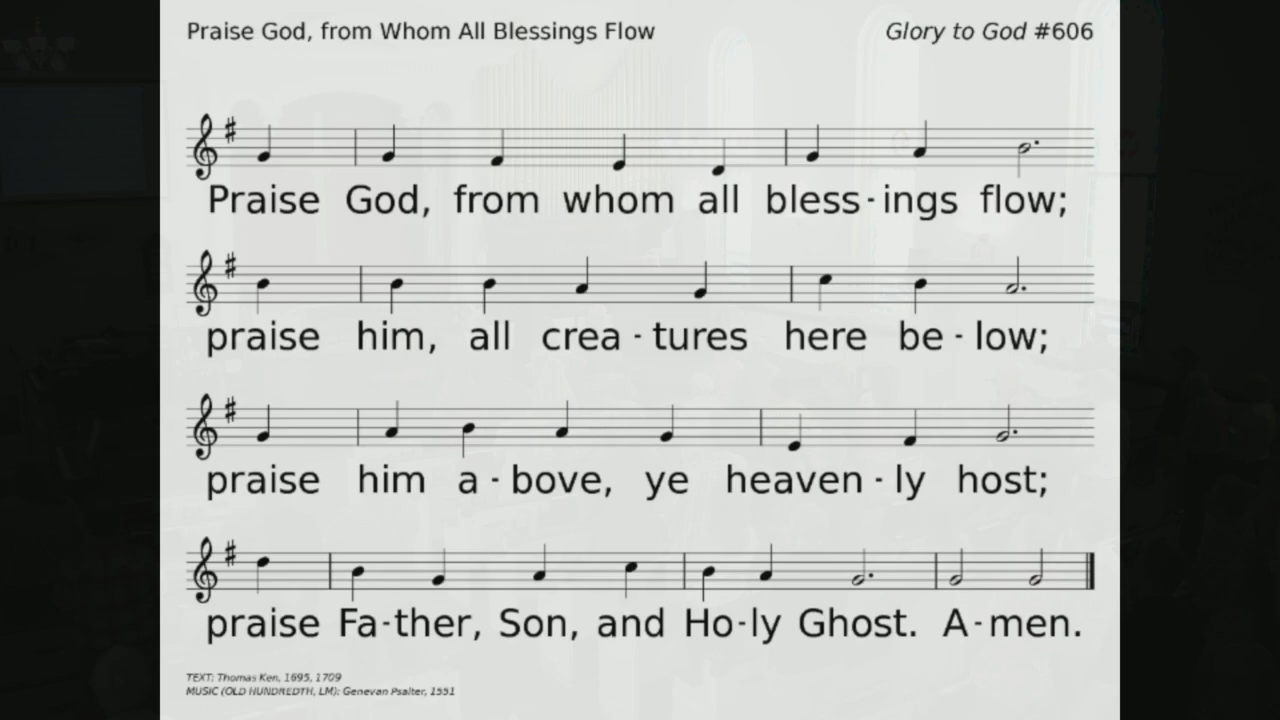 Praise God, from Whom All Blessings Flow
Glory to God #606
Praise God, from whom all bless-ings flow;
praise him, all crea-tures here be-low;
praise him a-bove, ye heaven-ly host;
praise Fa-ther, Son, and Ho-ly Ghost. A-men.
TEXT: Thomas Ken, 1695, 1709
MUSIC (OLD HUNDREDTH, LM): Genevan Psalter, 1551